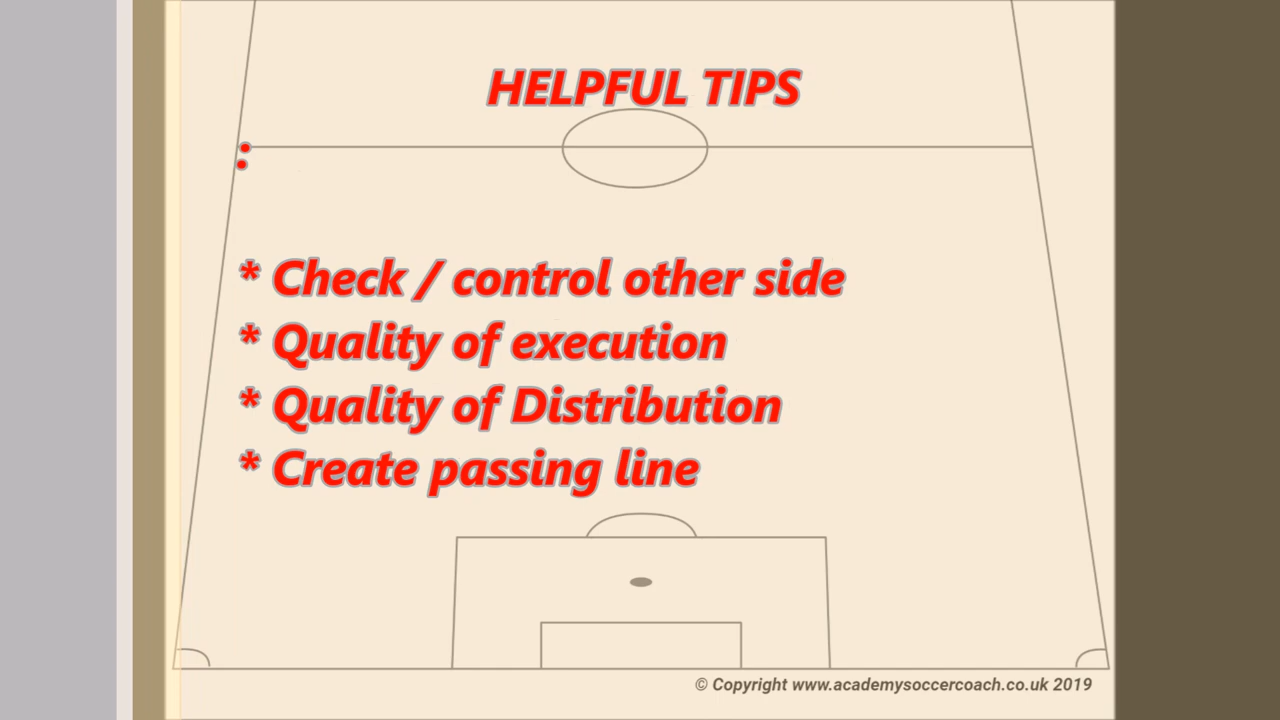 HELPFUL TIPS
:
* Check / control other side
* Quality of execution
* Quality of Distribution
* Create passing line
© Copyright www.academysoccercoach.co.uk 2019